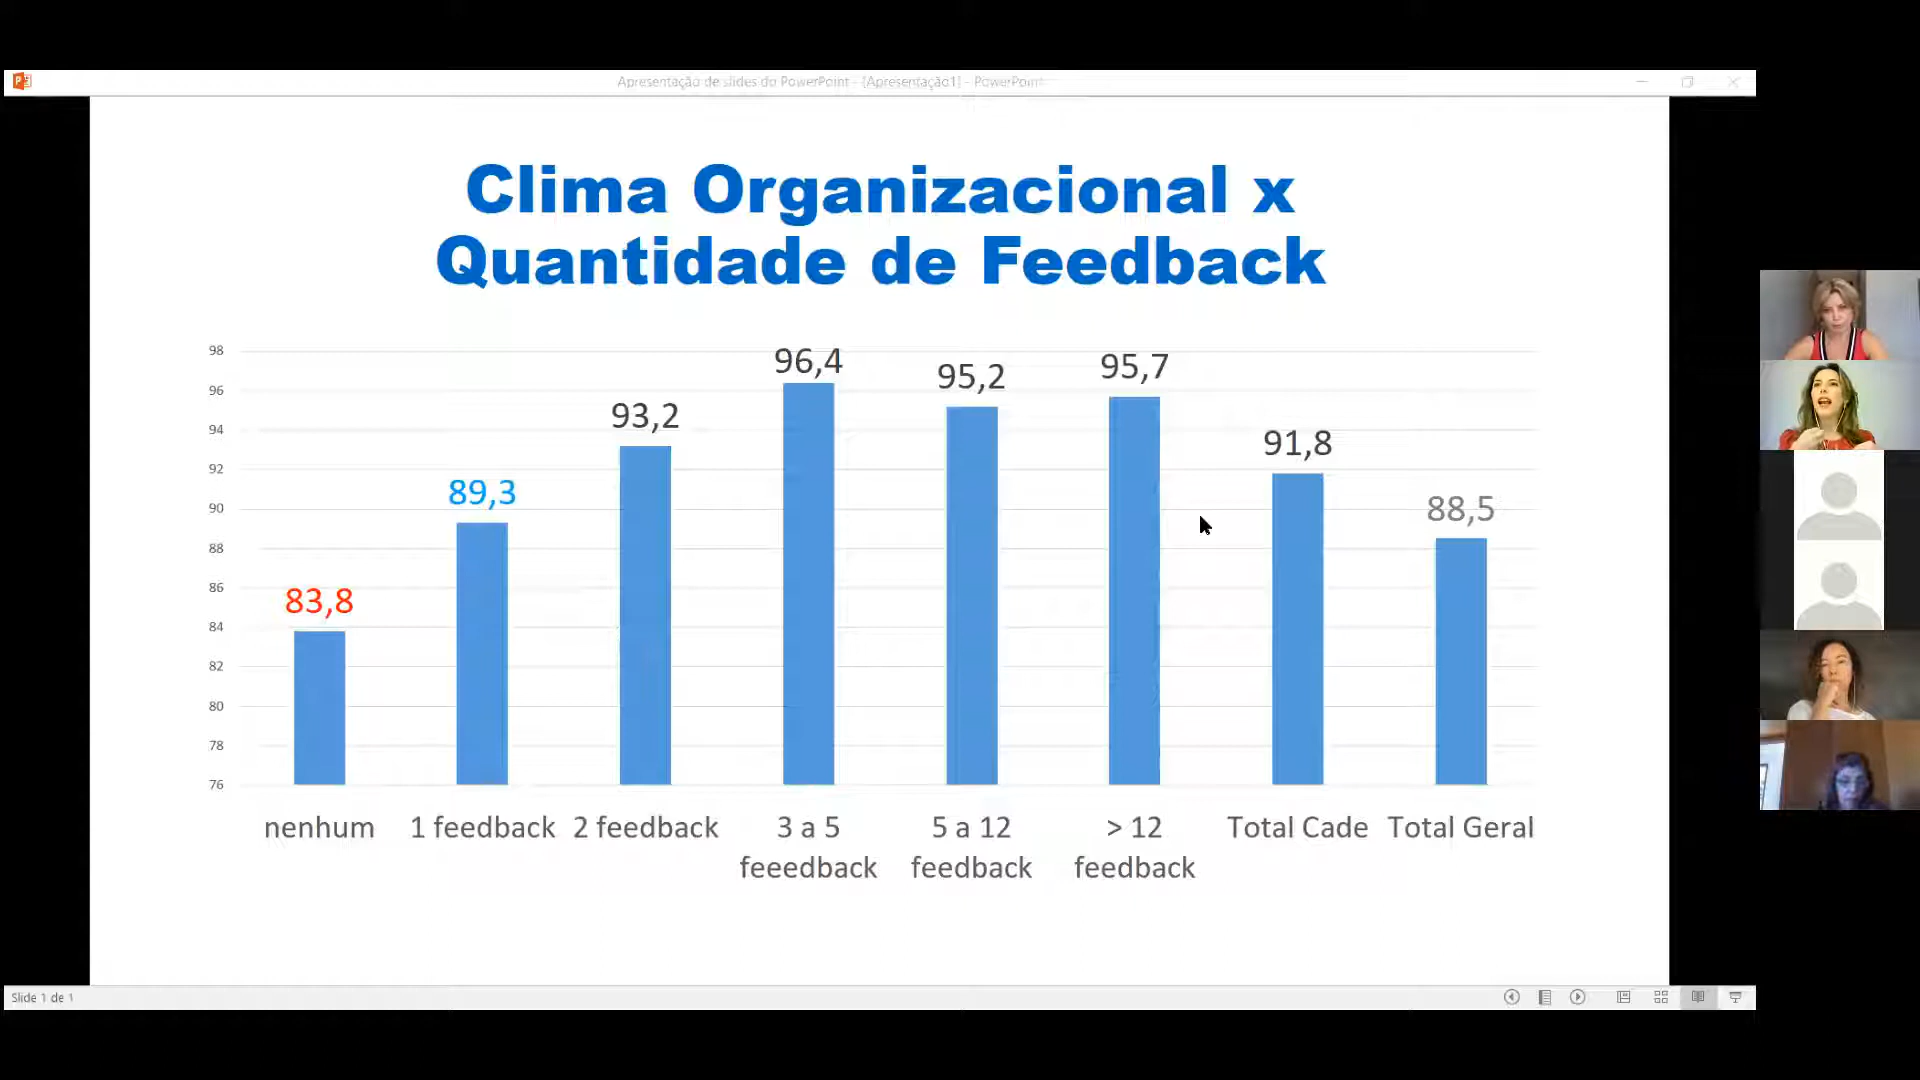 Apresentação de slides do PowerPoint - [Apresentação1] - PowerPoint
Clima Organizacional x
Quantidade de Feedback
98
96
94
92
90
88
86
84
82
80
78
76
83,8
89,3
93,2
96,4
95,2
95,7
91,8
88,5
nenhum
1 feedback
2 feedback
3 a 5
feeedback
5 a 12
feedback
> 12
feedback
Total Cade
Total Geral
Slide 1 de 1